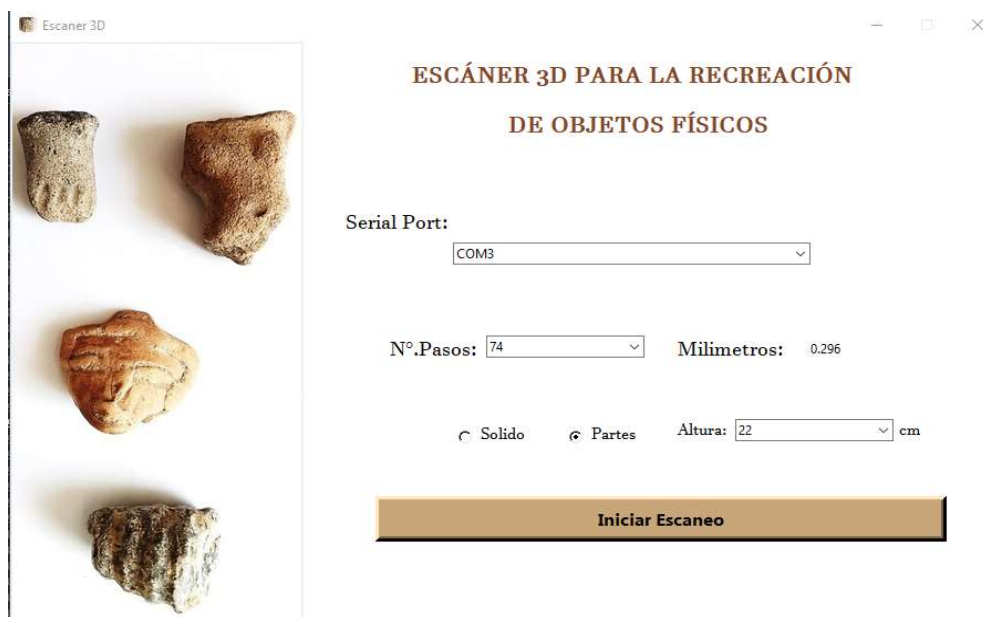 Escaner 3D
ESCÁNER 3D PARA LA RECREACIÓN
DE OBJETOS FÍSICOS
Serial Port:
COM3
N°.Pasos: 74 Milimetros: 0.296
Solido Partes Altura: 22 cm
Iniciar Escaneo